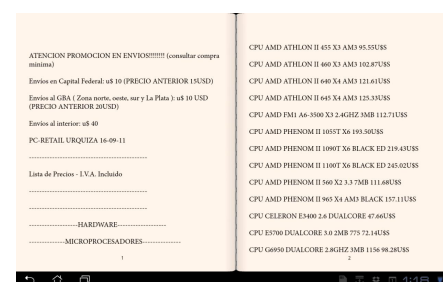 ATENCION PROMOCION EN ENVIOS!!!!!!!! (consultar compra
minima)
Envios en Capital Federal: u$ 10 (PRECIO ANTERIOR 15USD)
Envios al GBA ( Zona norte, oeste, sur y La Plata ): u$ 10 USD
(PRECIO ANTERIOR 20USD)
Envios al interior: u$ 40
PC-RETAIL URQUIZA 16-09-11
------------------------------------------------
Lista de Precios - I.V.A. Incluido
------------------------------------------------
------------------------------------------------
--------------------HARDWARE--------------------
---------------MICROPROCESADORES---------------
1
CPU AMD ATHLON II 455 X3 AM3 95.55U$S
CPU AMD ATHLON II 460 X3 AM3 102.87U$S
CPU AMD ATHLON II 640 X4 AM3 121.61U$S
CPU AMD ATHLON II 645 X4 AM3 125.33U$S
CPU AMD FM1 A6-3500 X3 2.4GHZ 3MB 112.71U$S
CPU AMD PHENOM II 1055T X6 193.50U$S
CPU AMD PHENOM II 1090T X6 BLACK ED 219.43U$S
CPU AMD PHENOM II 1100T X6 BLACK ED 245.02U$S
CPU AMD PHENOM II 560 X2 3.3 7MB 111.68U$S
CPU AMD PHENOM II 965 X4 AM3 BLACK 157.11U$S
CPU CELERON E3400 2.6 DUALCORE 47.66U$S
CPU E5700 DUALCORE 3.0 2MB 775 72.14U$S
CPU G6950 DUALCORE 2.8GHZ 3MB 1156 98.28U$S
2
1:18